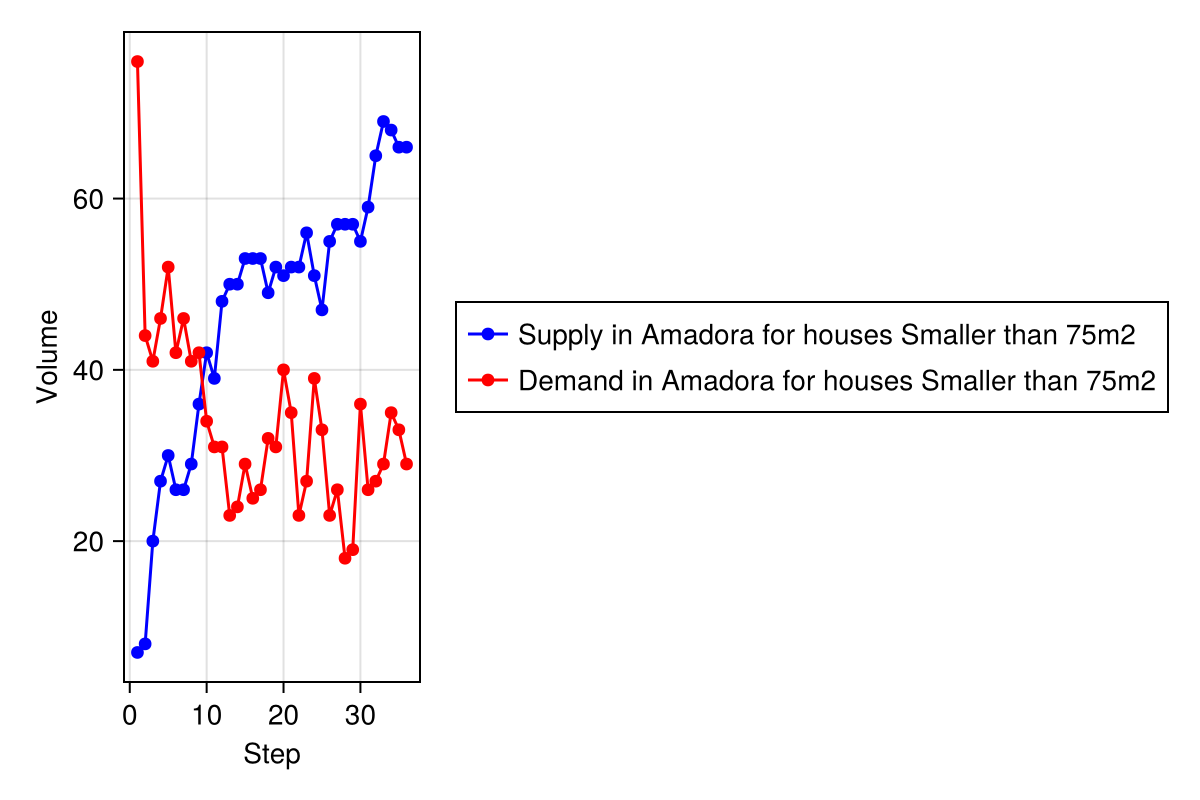 60
40
20
Volume
0 10 20 30
Step
Supply in Amadora for houses Smaller than 75m2
Demand in Amadora for houses Smaller than 75m2